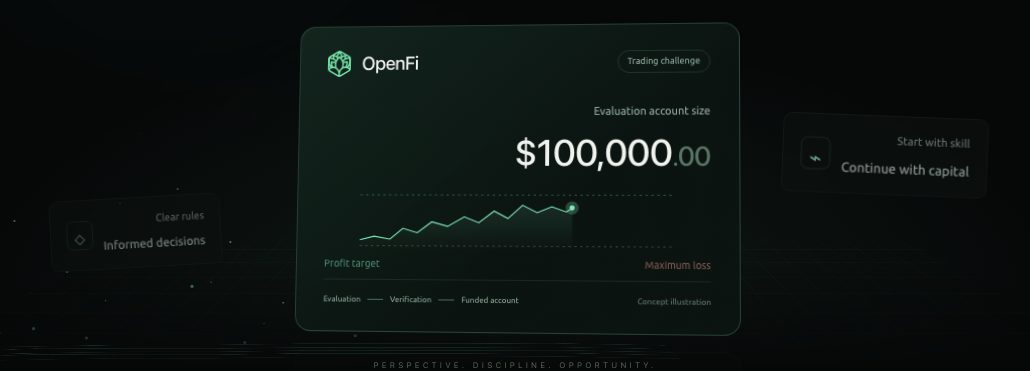 OpenFi
Trading challenge
Evaluation account size
$100,000.00
Profit target
Maximum loss
Evaluation
Verification
Funded account
Concept illustration
Clear rules
Informed decisions
Start with skill
Continue with capital
PERSPECTIVE. DISCIPLINE. OPPORTUNITY.